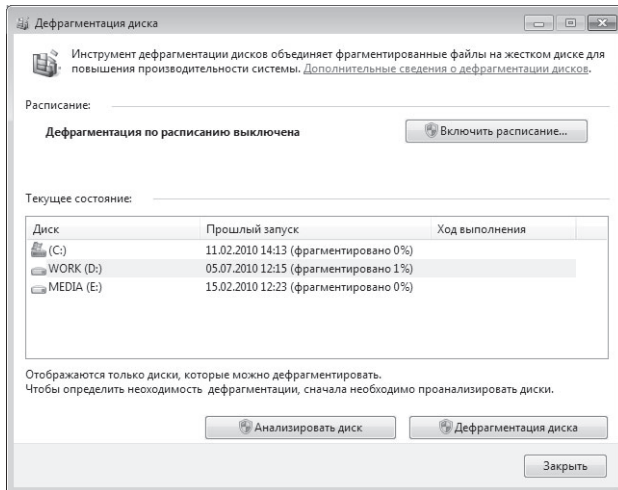 Дефрагментация диска
Инструмент дефрагментации дисков объединяет фрагментированные файлы на жестком диске для
повышения производительности системы. Дополнительные сведения о дефрагментации дисков.
Расписание:
Дефрагментация по расписанию выключена
Включить расписание...
Текущее состояние:
Диск Прошлый запуск Ход выполнения
(C:) 11.02.2010 14:13 (фрагментировано 0%)
WORK (D:) 05.07.2010 12:15 (фрагментировано 1%)
MEDIA (E:) 15.02.2010 12:23 (фрагментировано 0%)
Отображаются только диски, которые можно дефрагментировать.
Чтобы определить неоходимость дефрагментации, сначала необходимо проанализировать диски.
Анализировать диск Дефрагментация диска
Закрыть